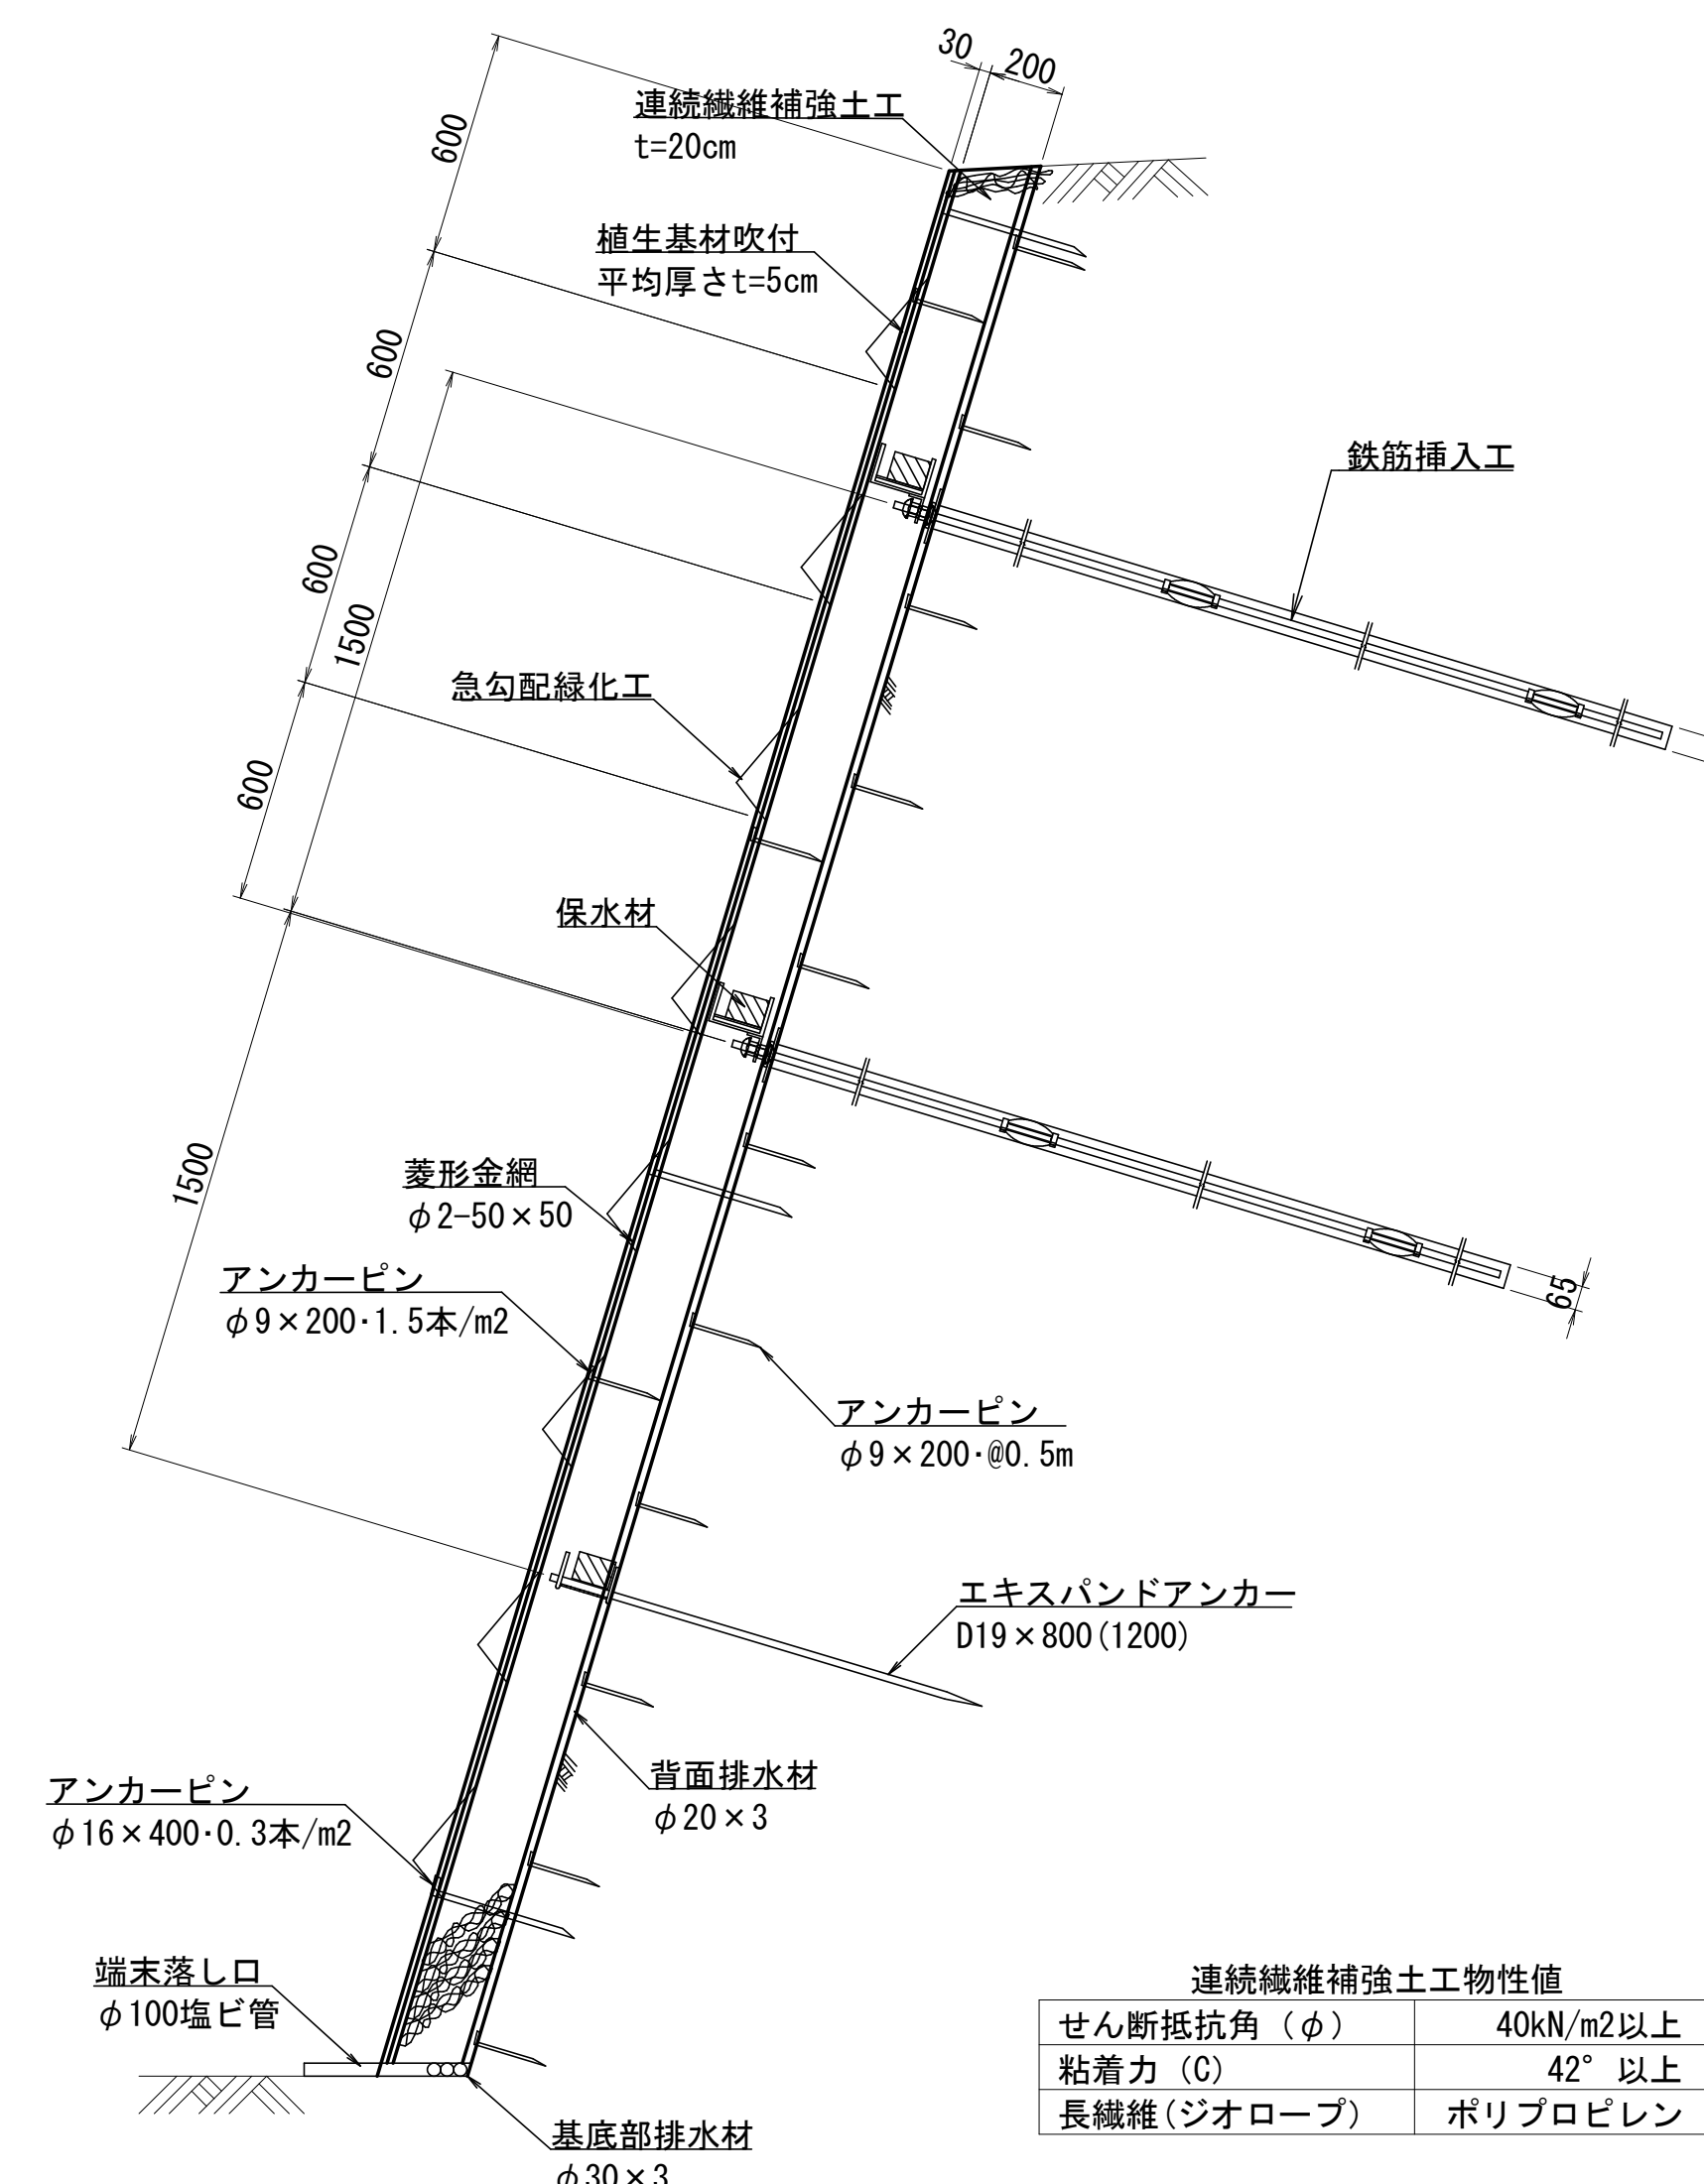 30
200
600
連続繊維補強土工
t=20cm
植生基材吹付
平均厚さt=5cm
600
鉄筋挿入工
600
1500
急勾配緑化工
600
保水材
1500
菱形金網
φ2-50×50
アンカーピン
φ9×200・1.5本/m2
65
アンカーピン
φ9×200・@0.5m
エキスパンドアンカー
D19×800(1200)
背面排水材
φ20×3
アンカーピン
φ16×400・0.3本/m2
端末落し口
φ100塩ビ管
連続繊維補強土工物性値
せん断抵抗角（φ） 40kN/m2以上
粘着力（C） 42°以上
長繊維(ジオロープ) ポリプロピレン
基底部排水材
φ30×3